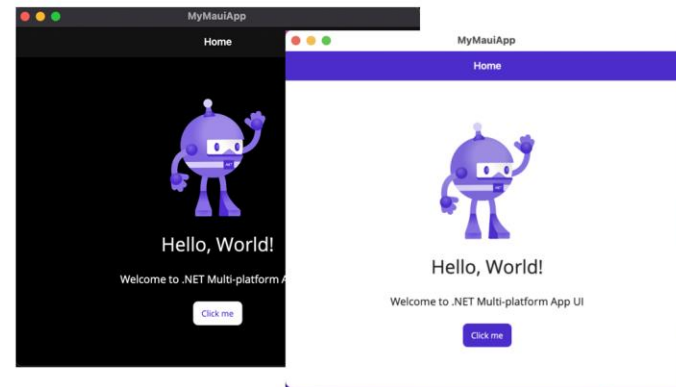 MyMauiApp
Home
Hello, World!
Welcome to .NET Multi-platform A
Click me
MyMauiApp
Home
.NET
Hello, World!
Welcome to .NET Multi-platform App UI
Click me